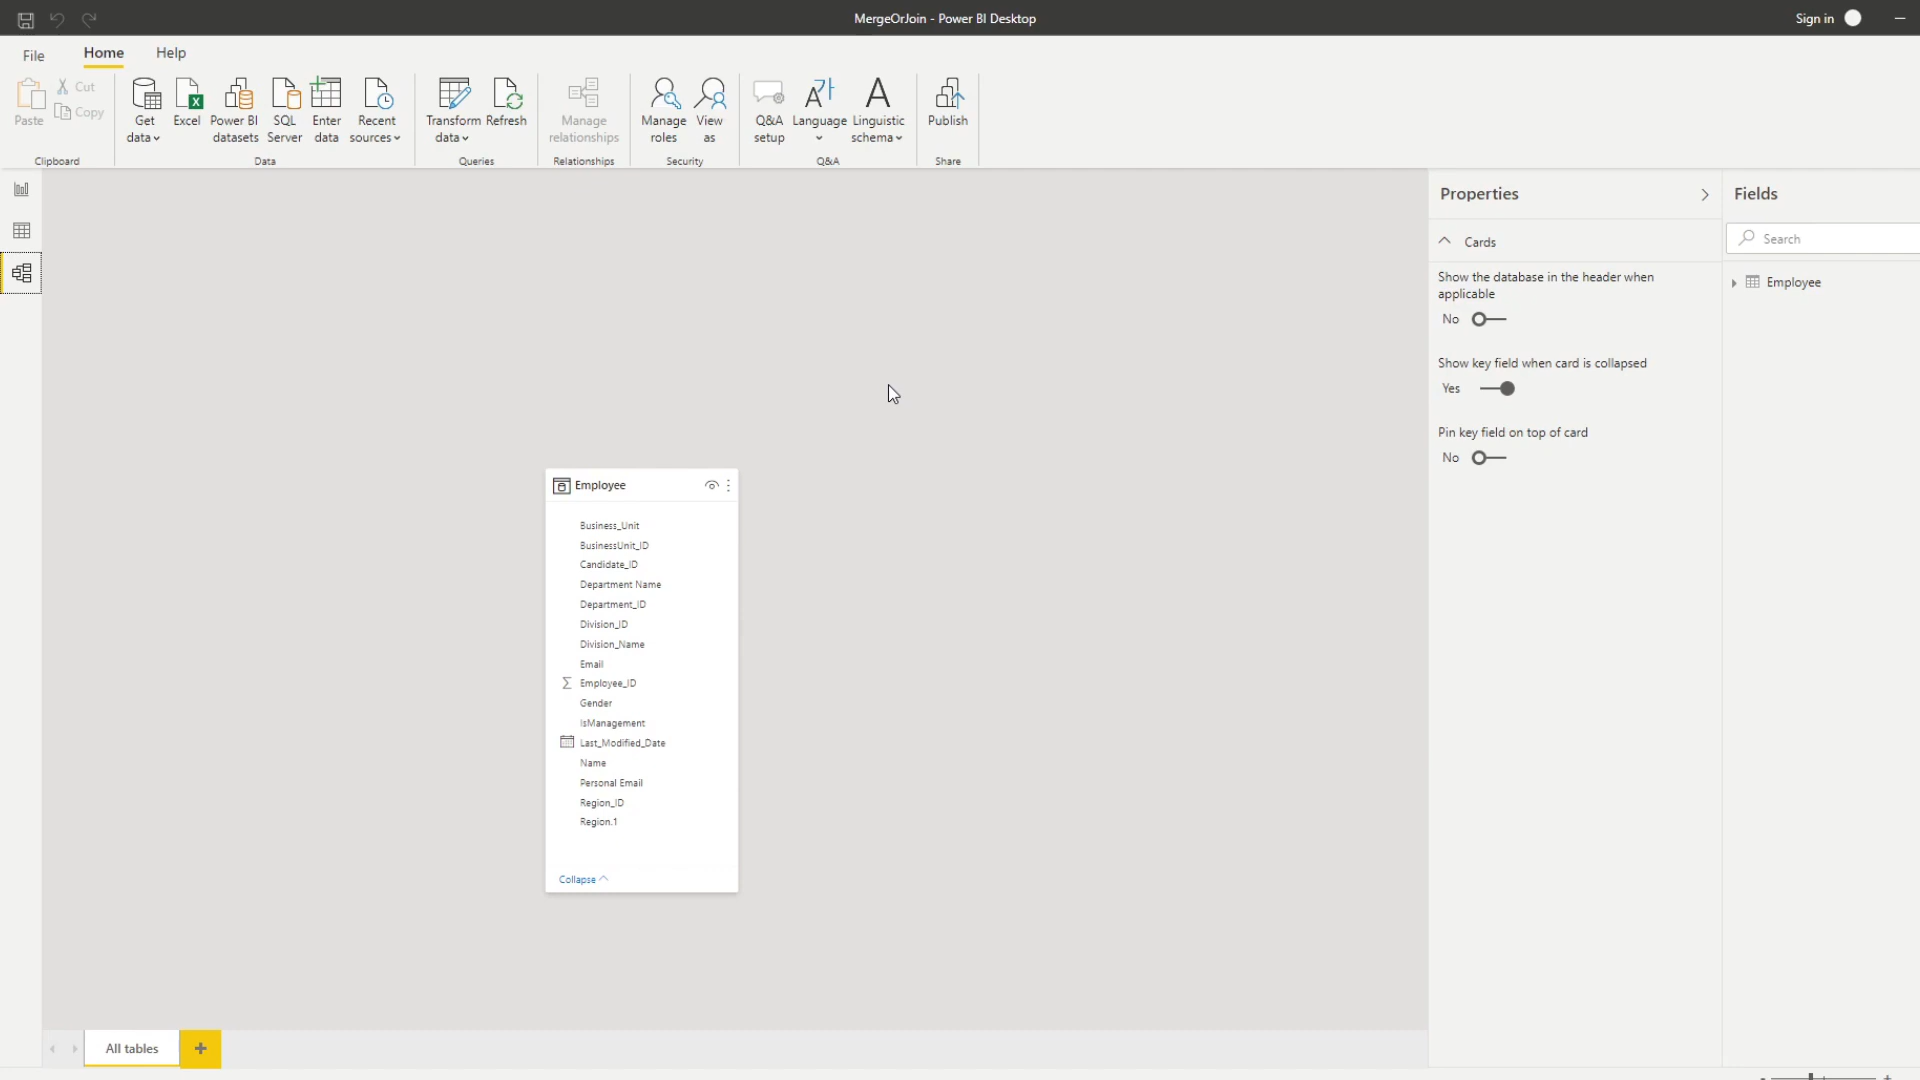 MergeOrJoin - Power BI Desktop
Sign in
File Home Help
Paste
Cut
Copy
Clipboard
Get data
Excel
Power BI datasets
SQL Server
Enter data
Recent sources
Data
Transform data
Refresh
Queries
Manage relationships
Relationships
Manage roles
View as
Security
Q&A setup
Language
Linguistic schema
Q&A
Publish
Share
Employee
Business_Unit
BusinessUnit_ID
Candidate_ID
Department Name
Department_ID
Division_ID
Division_Name
Email
Employee_ID
Gender
IsManagement
Last_Modified_Date
Name
Personal Email
Region_ID
Region.1
Collapse
Properties
Cards
Show the database in the header when
applicable
No
Show key field when card is collapsed
Yes
Pin key field on top of card
No
Fields
Search
Employee
All tables